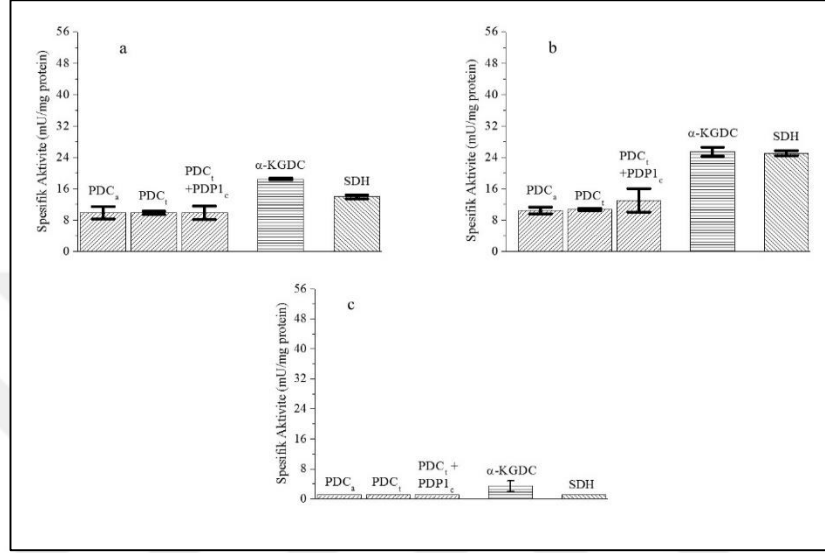 a
Spesifik Aktivite (mU/mg protein)
56
48
40
32
24
16
8
0
PDCa
PDCt
PDCt
+PDP1c
α-KGDC
SDH
b
Spesifik Aktivite (mU/mg protein)
56
48
40
32
24
16
8
0
PDCa
PDCt
PDCt
+PDP1c
α-KGDC
SDH
c
Spesifik Aktivite (mU/mg protein)
56
48
40
32
24
16
8
0
PDCa
PDCt
PDCt +
PDP1c
α-KGDC
SDH